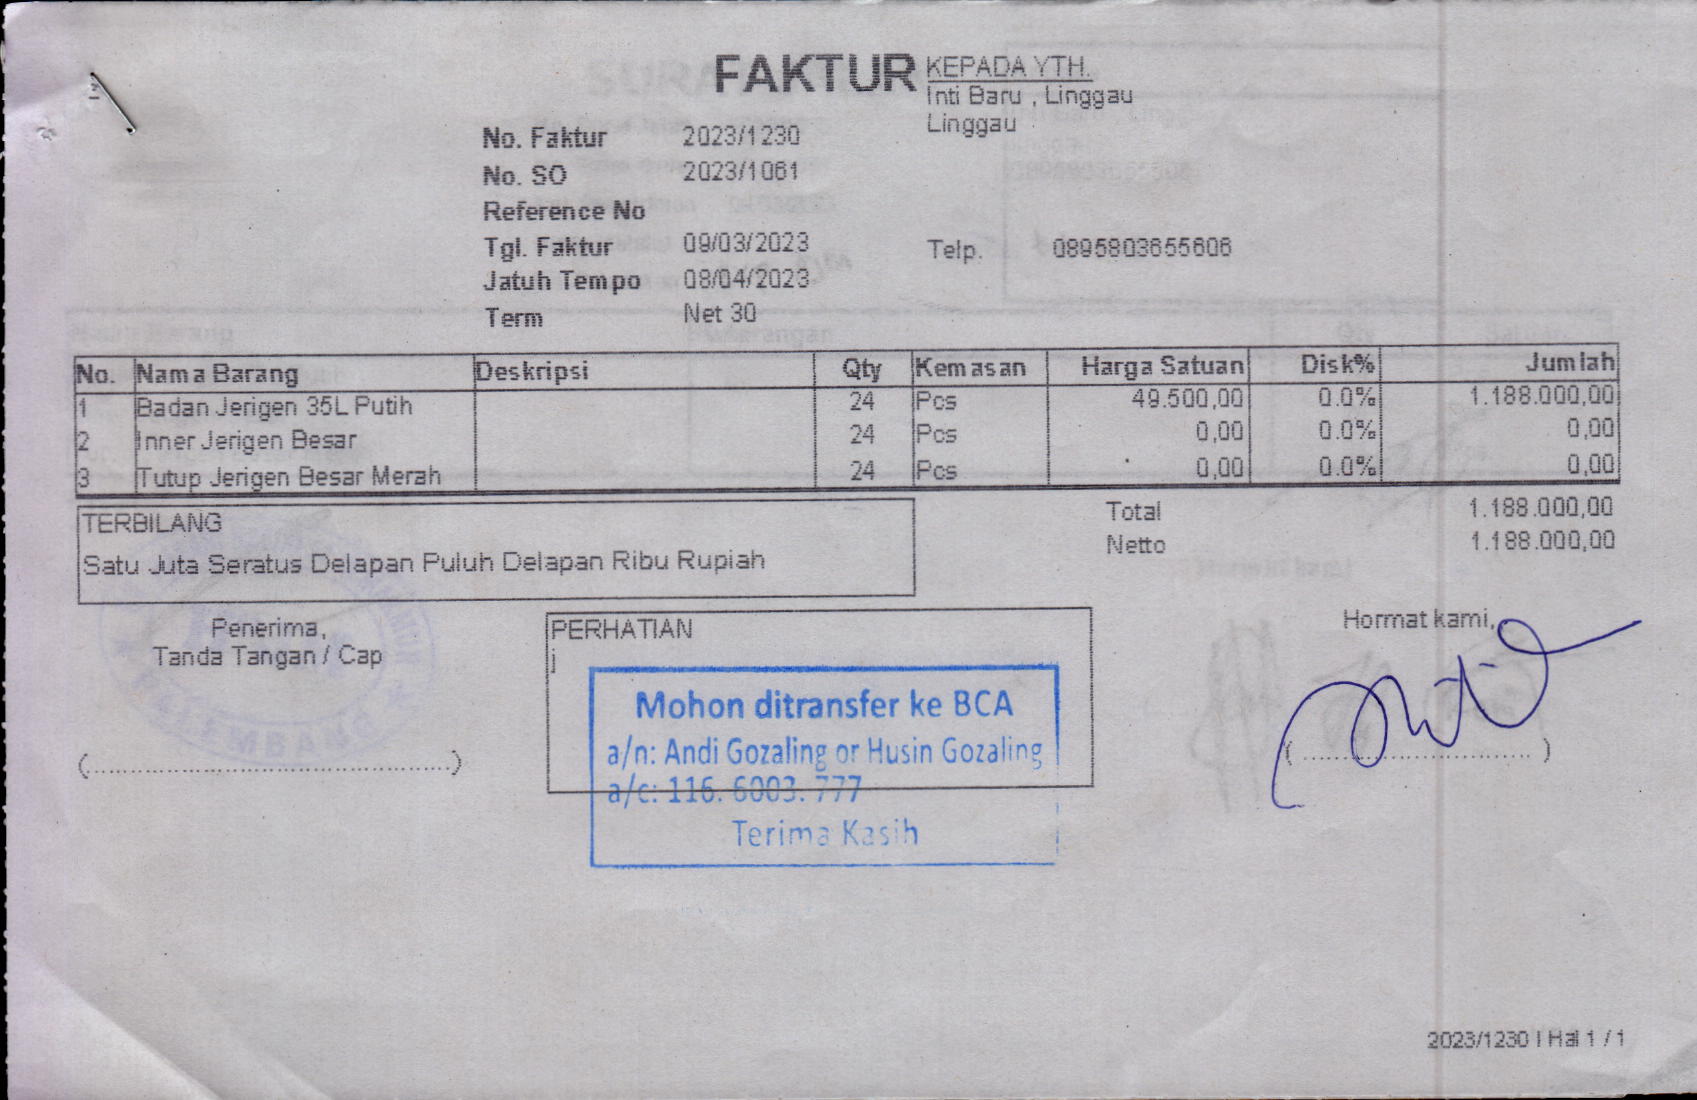 FAKTUR
KEPADA YTH.
Inti Baru , Linggau
Linggau
No. Faktur 2023/1230
No. SO 2023/1061
Reference No
Tgl. Faktur 09/03/2023
Telp. 0895803655606
Jatuh Tempo 08/04/2023
Term Net 30
No. Nama Barang Deskripsi Qty Kemasan Harga Satuan Disk% Jumlah
1 Badan Jerigen 35L Putih 24 Pcs 49.500,00 0.0% 1.188.000,00
2 Inner Jerigen Besar 24 Pcs 0,00 0.0% 0,00
3 Tutup Jerigen Besar Merah 24 Pcs 0,00 0.0% 0,00
TERBILANG
Satu Juta Seratus Delapan Puluh Delapan Ribu Rupiah
Total 1.188.000,00
Netto 1.188.000,00
Penerima,
Tanda Tangan / Cap
(.....................................................)
PERHATIAN
j
Mohon ditransfer ke BCA
a/n: Andi Gozaling or Husin Gozaling
a/c: 116. 6003. 777
Terima Kasih
Hormat kami,
(...................................)
2023/1230 | Hal 1 / 1